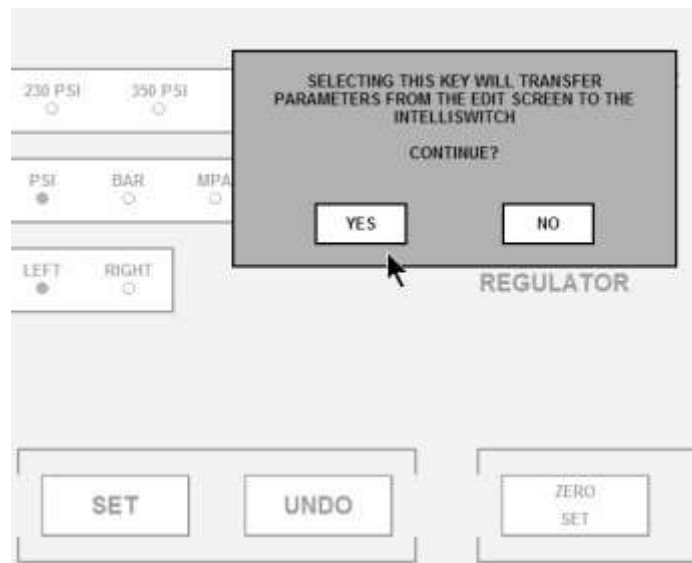 SELECTING THIS KEY WILL TRANSFER
PARAMETERS FROM THE EDIT SCREEN TO THE
INTELLISWITCH
CONTINUE?
YES NO
230 PSI 350 PSI
PSI BAR MPA
LEFT RIGHT
REGULATOR
SET UNDO
ZERO
SET